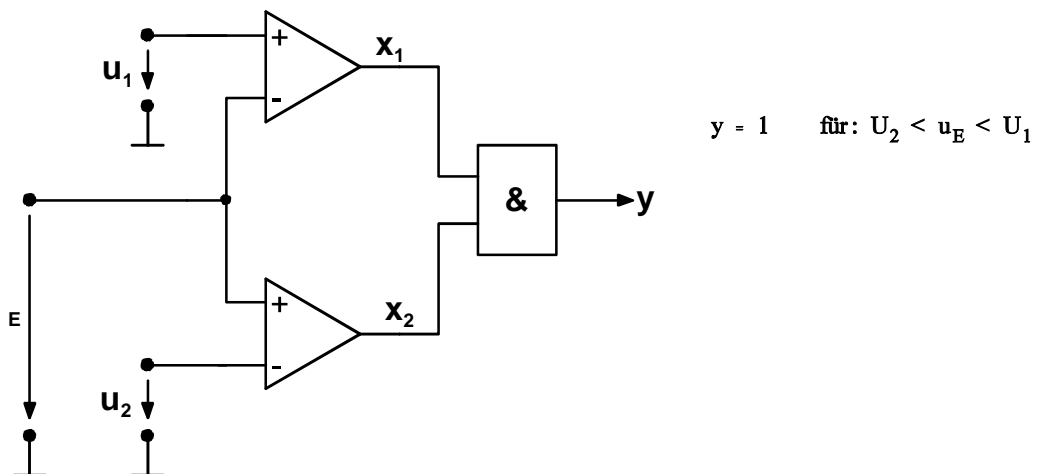 +
x₁
u₁
-
y = 1 für: U₂ < u_E < U₁
&
y
+
E
x₂
-
u₂